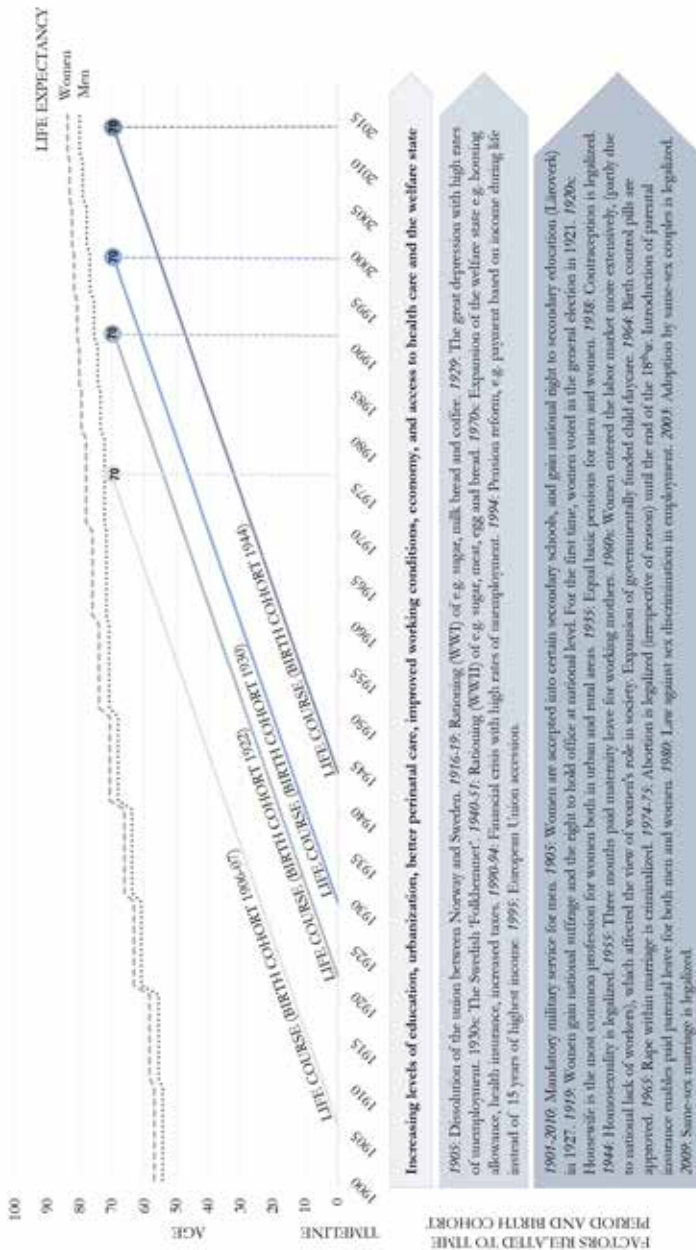 LIFE EXPECTANCY
Women
Men
100
90
80
70
60
50
40
30
20
10
0
AGE
TIMELINE
70
70
70
70
LIFE COURSE (BIRTH COHORT 1906-07)
LIFE COURSE (BIRTH COHORT 1922)
LIFE COURSE (BIRTH COHORT 1930)
LIFE COURSE (BIRTH COHORT 1944)
1900
1905
1910
1915
1920
1925
1930
1935
1940
1945
1950
1955
1960
1965
1970
1975
1980
1985
1990
1995
2000
2005
2010
2015
FACTORS RELATED TO TIME
PERIOD AND BIRTH COHORT
Increasing levels of education, urbanization, better perinatal care, improved working conditions, economy, and access to health care and the welfare state
1905: Dissolution of the union between Norway and Sweden. 1916-19: Rationing (WWI) of e.g. sugar, milk bread and coffee. 1929: The great depression with high rates
of unemployment. 1930s: The Swedish 'Folkhemmet'. 1940-51: Rationing (WWII) of e.g. sugar, meat, egg and bread. 1970s: Expansion of the welfare state e.g. housing
allowance, health insurance, increased taxes. 1990-94: Financial crisis with high rates of unemployment. 1994: Pension reform, e.g. payment based on income during life
instead of 15 years of highest income. 1995: European Union accession.
1901-2010: Mandatory military service for men. 1905: Women are accepted into certain secondary schools, and gain national right to secondary education (Läroverk)
in 1927. 1919: Women gain national suffrage and the right to hold office at national level. For the first time, women voted in the general election in 1921. 1920s:
Housewife is the most common profession for women both in urban and rural areas. 1935: Equal basic pensions for men and women. 1938: Contraception is legalized.
1944: Homosexuality is legalized. 1955: Three months paid maternity leave for working mothers. 1960s: Women entered the labor market more extensively, (partly due
to national lack of workers), which affected the view of women's role in society. Expansion of governmentally funded child daycare. 1964: Birth control pills are
approved. 1965: Rape within marriage is criminalized. 1974-75: Abortion is legalized (irrespective of reason) until the end of the 18th w. Introduction of parental
insurance enables paid parental leave for both men and women. 1980: Law against sex discrimination in employment. 2003: Adoption by same-sex couples is legalized.
2009: Same-sex marriage is legalized.